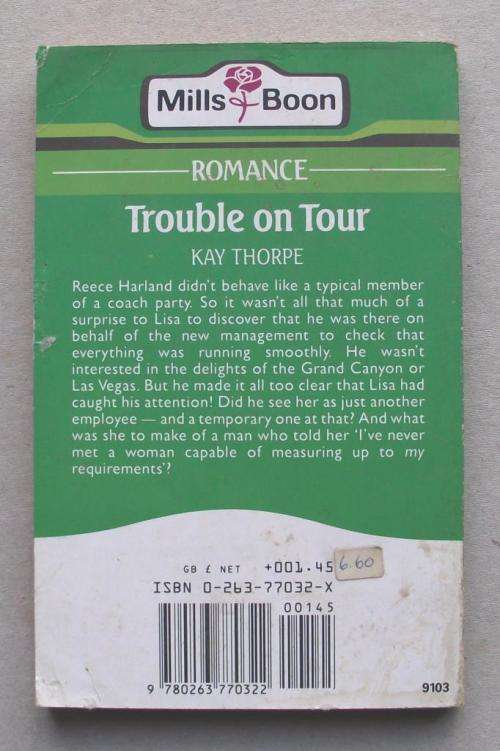 Mills & Boon
ROMANCE
Trouble on Tour
KAY THORPE
Reece Harland didn't behave like a typical member
of a coach party. So it wasn't all that much of a
surprise to Lisa to discover that he was there on
behalf of the new management to check that
everything was running smoothly. He wasn't
interested in the delights of the Grand Canyon or
Las Vegas. But he made it all too clear that Lisa had
caught his attention! Did he see her as just another
employee — and a temporary one at that? And what
was she to make of a man who told her 'I've never
met a woman capable of measuring up to my
requirements'?
GB £ NET +001.45
6.60
ISBN 0-263-77032-X
00145
9 780263 770322
9103